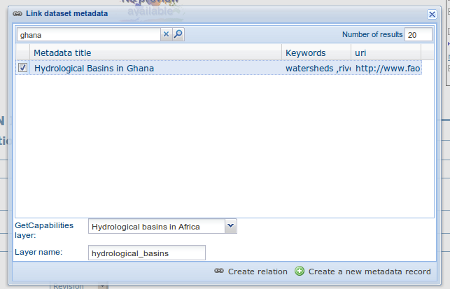 Link dataset metadata
ghana
Number of results 20
Metadata title Keywords uri
Hydrological Basins in Ghana watersheds ,rive http://www.fao
GetCapabilities layer: Hydrological basins in Africa
Layer name: hydrological_basins
Create relation Create a new metadata record
Revision